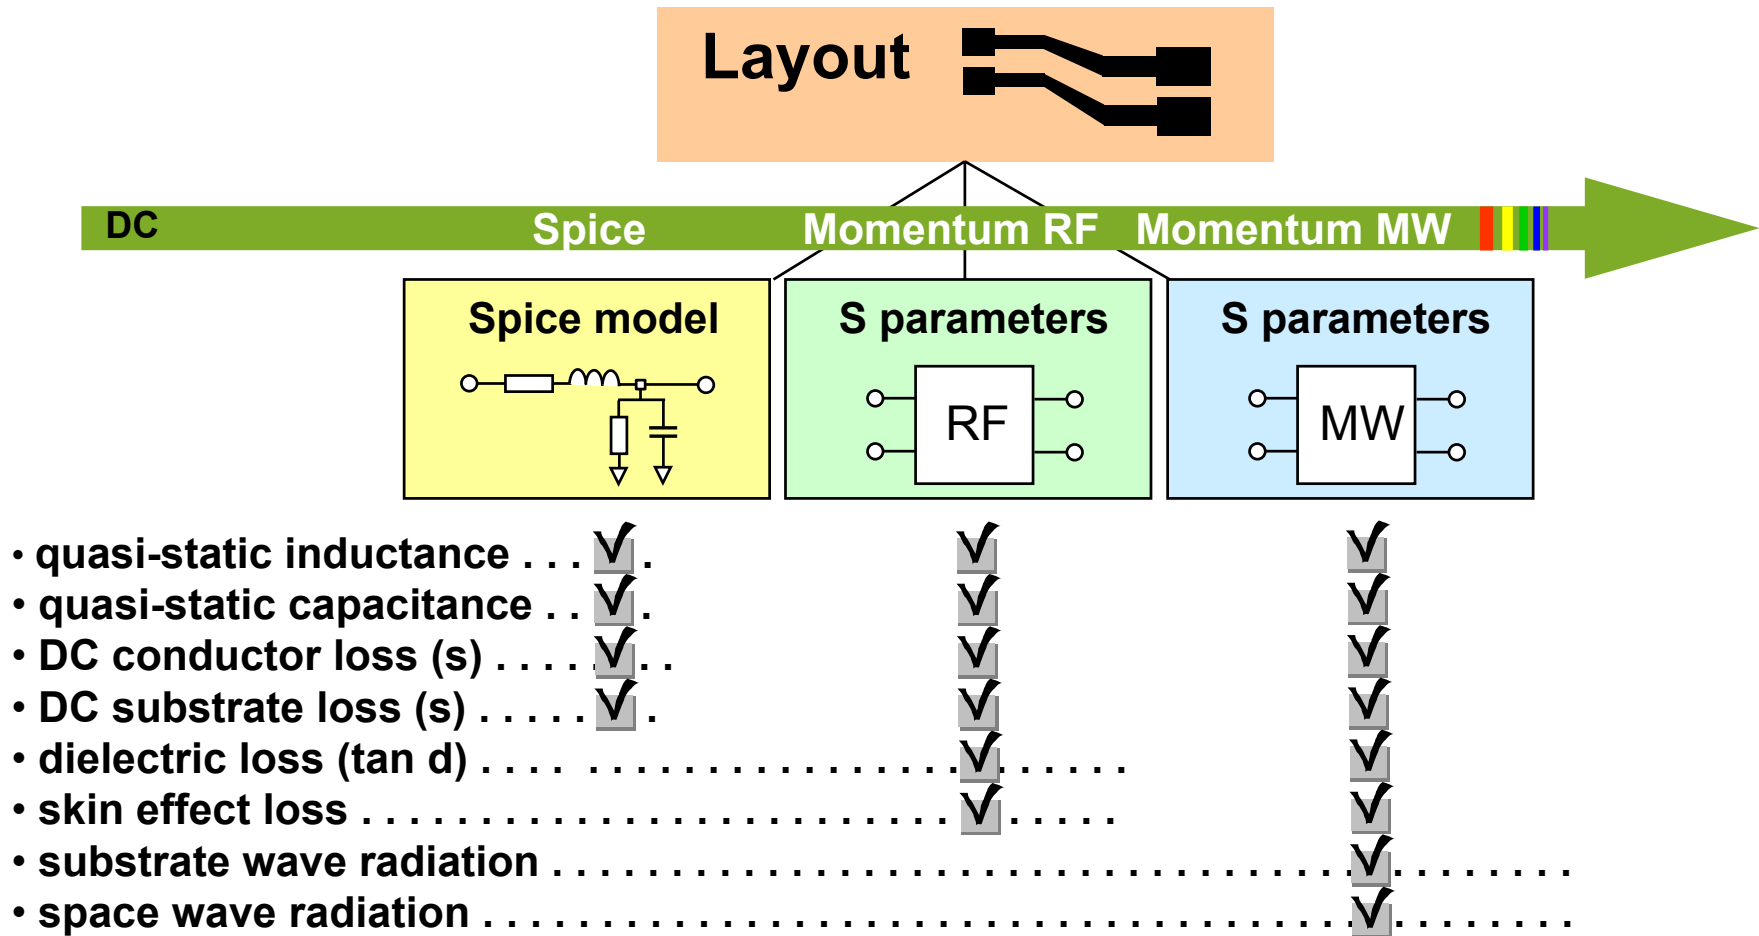 Layout
DC Spice Momentum RF Momentum MW
Spice model
S parameters
RF
S parameters
MW
• quasi-static inductance . . . .
• quasi-static capacitance . . .
• DC conductor loss (s) . . . . . . .
• DC substrate loss (s) . . . . . .
• dielectric loss (tan d) . . . . . . . . . . . . . . . . . . . . . . . . . . . . .
• skin effect loss . . . . . . . . . . . . . . . . . . . . . . . . . . . . . . . . . . .
• substrate wave radiation . . . . . . . . . . . . . . . . . . . . . . . . . . . . . . . . . . . . . . . . . . . . . . . . .
• space wave radiation . . . . . . . . . . . . . . . . . . . . . . . . . . . . . . . . . . . . . . . . . . . . . . . . . . . . .